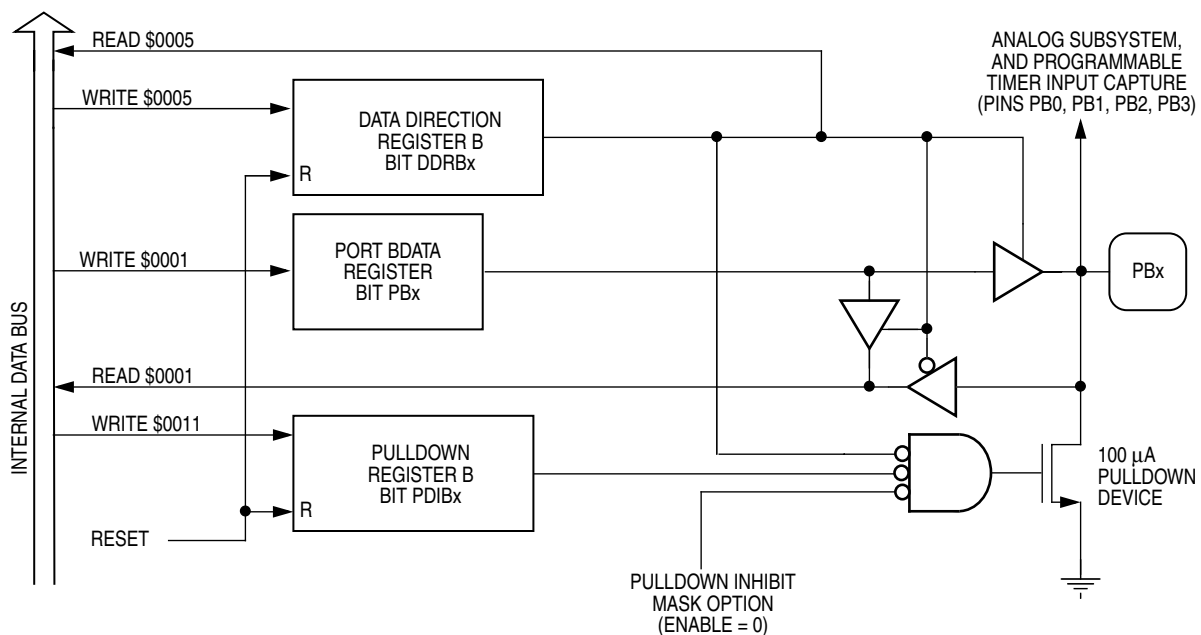 READ $0005
WRITE $0005
DATA DIRECTION
REGISTER B
BIT DDRBx
R
ANALOG SUBSYSTEM,
AND PROGRAMMABLE
TIMER INPUT CAPTURE
(PINS PB0, PB1, PB2, PB3)
WRITE $0001
PORT BDATA
REGISTER
BIT PBx
PBx
INTERNAL DATA BUS
READ $0001
WRITE $0011
PULLDOWN
REGISTER B
BIT PDIBx
R
100 μA
PULLDOWN
DEVICE
RESET
PULLDOWN INHIBIT
MASK OPTION
(ENABLE = 0)